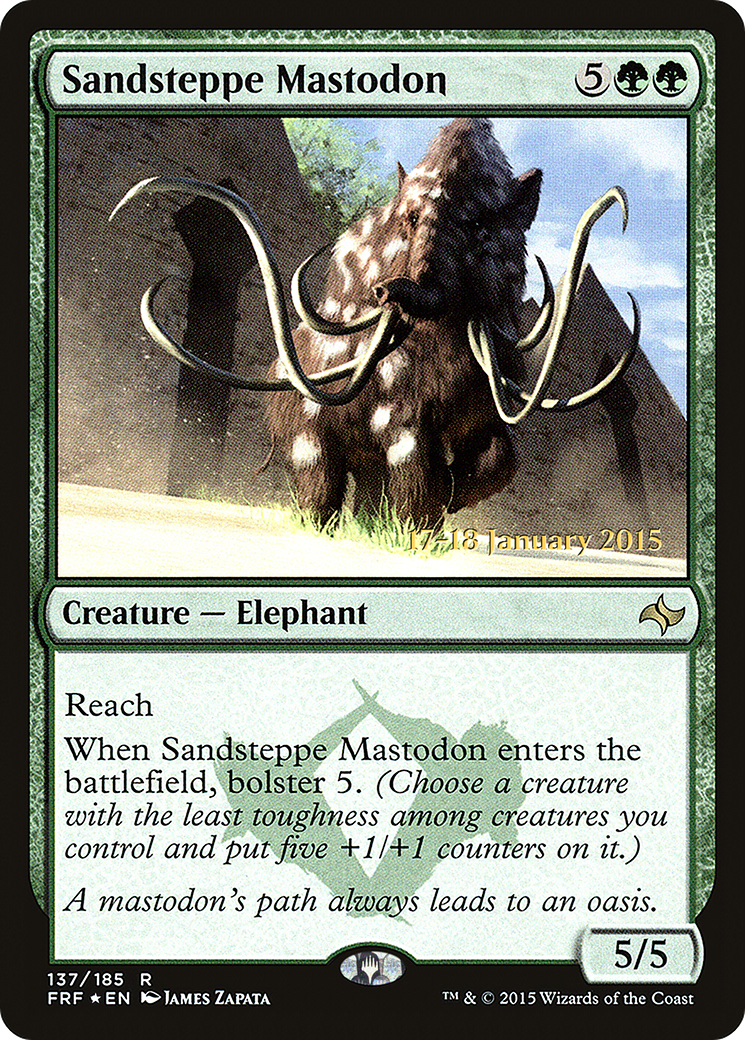 Sandsteppe Mastodon 5
17–18 January 2015
Creature — Elephant
Reach
When Sandsteppe Mastodon enters the
battlefield, bolster 5. (Choose a creature
with the least toughness among creatures you
control and put five +1/+1 counters on it.)
A mastodon's path always leads to an oasis.
5/5
137/185 R
FRF ★ EN James Zapata
™ & © 2015 Wizards of the Coast